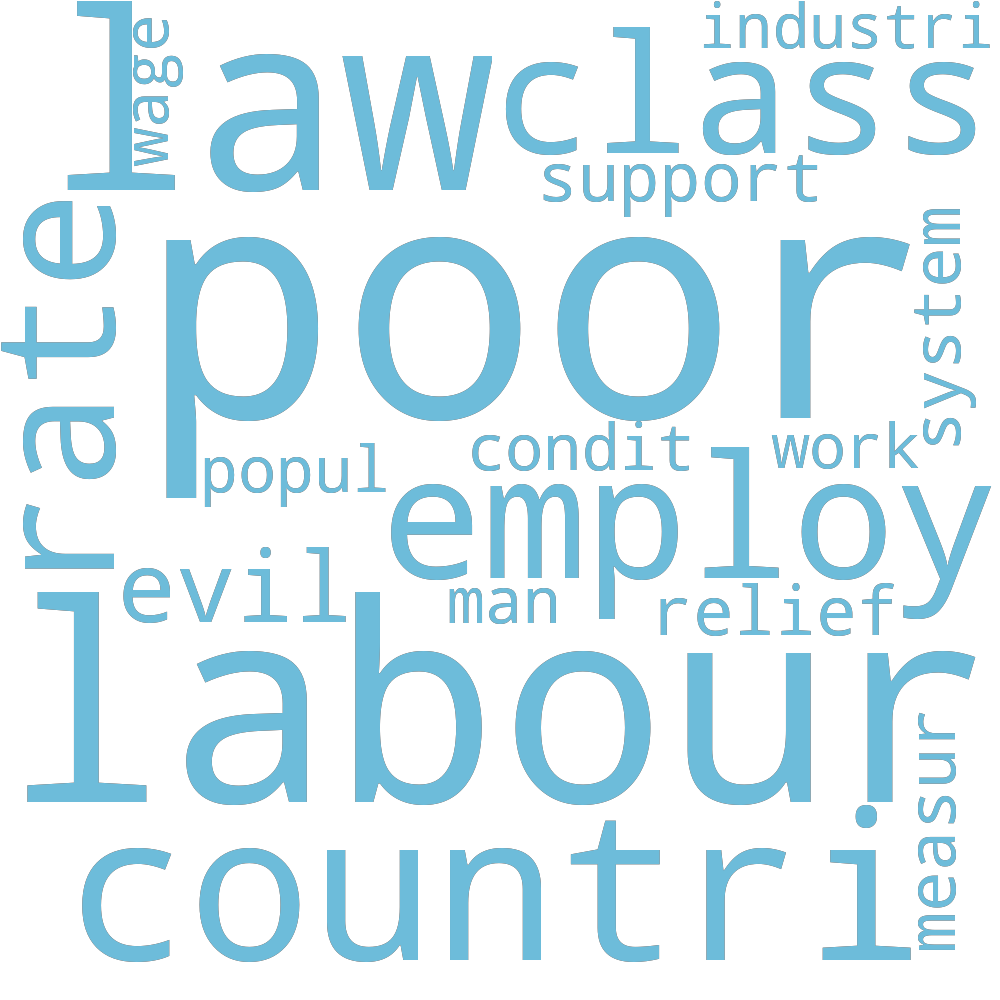 industri
wage
law
class
support
rate
poor
system
condit
work
popul
employ
evil
man
relief
labour
measur
countri